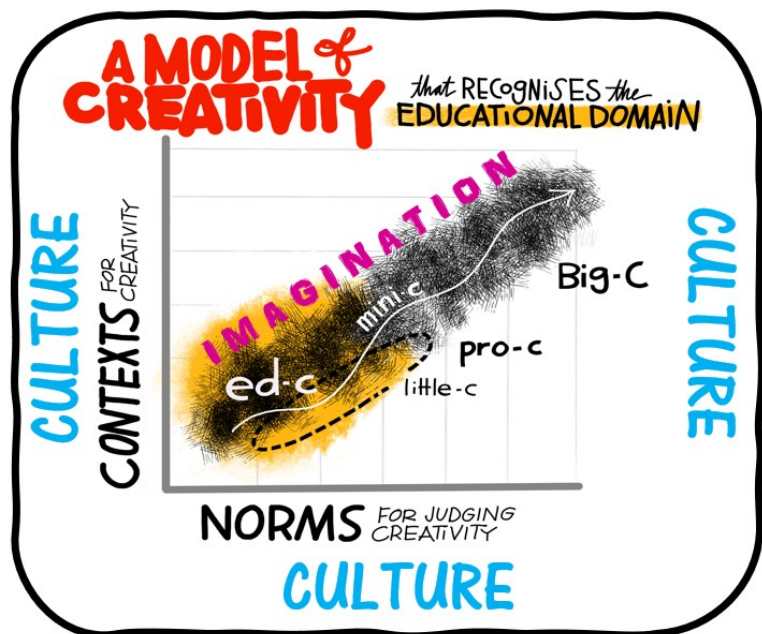 A MODEL of
CREATIVITY
that RECOGNISES the
EDUCATIONAL DOMAIN
CULTURE
CONTEXTS FOR CREATIVITY
IMAGINATION
mini-c
ed-c
Big-C
pro-c
little-c
CULTURE
NORMS FOR JUDGING
CREATIVITY
CULTURE